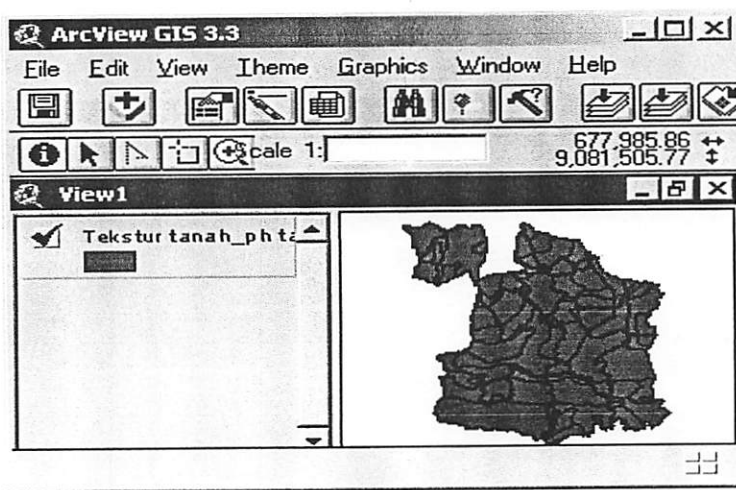 ArcView GIS 3.3
File Edit View Theme Graphics Window Help
Scale 1:
677,985.86
9,081,505.77
View1
Tekstur tanah_ph ta